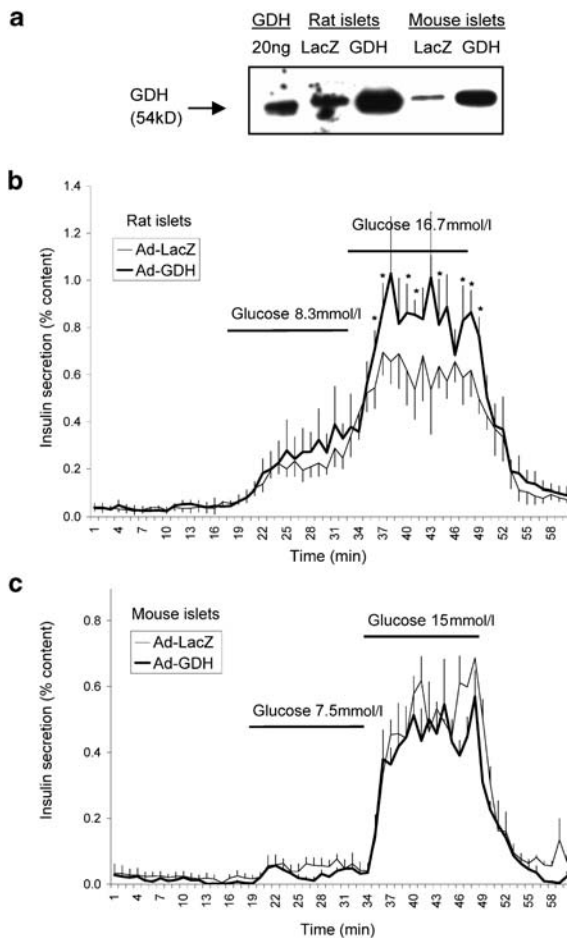 a
GDH Rat islets Mouse islets
20ng LacZ GDH LacZ GDH
GDH
(54kD)
b
1.4
1.2
1.0
0.8
0.6
0.4
0.2
0.0
Insulin secretion (% content)
Rat islets
Ad-LacZ
Ad-GDH
Glucose 16.7mmol/l
Glucose 8.3mmol/l
* * * * * * * *
1 4 7 10 13 16 19 22 25 28 31 34 37 40 43 46 49 52 55 58
Time (min)
c
0.8
0.6
0.4
0.2
0.0
Insulin secretion (% content)
Mouse islets
Ad-LacZ
Ad-GDH
Glucose 15mmol/l
Glucose 7.5mmol/l
1 4 7 10 13 16 19 22 25 28 31 34 37 40 43 46 49 52 55 58
Time (min)